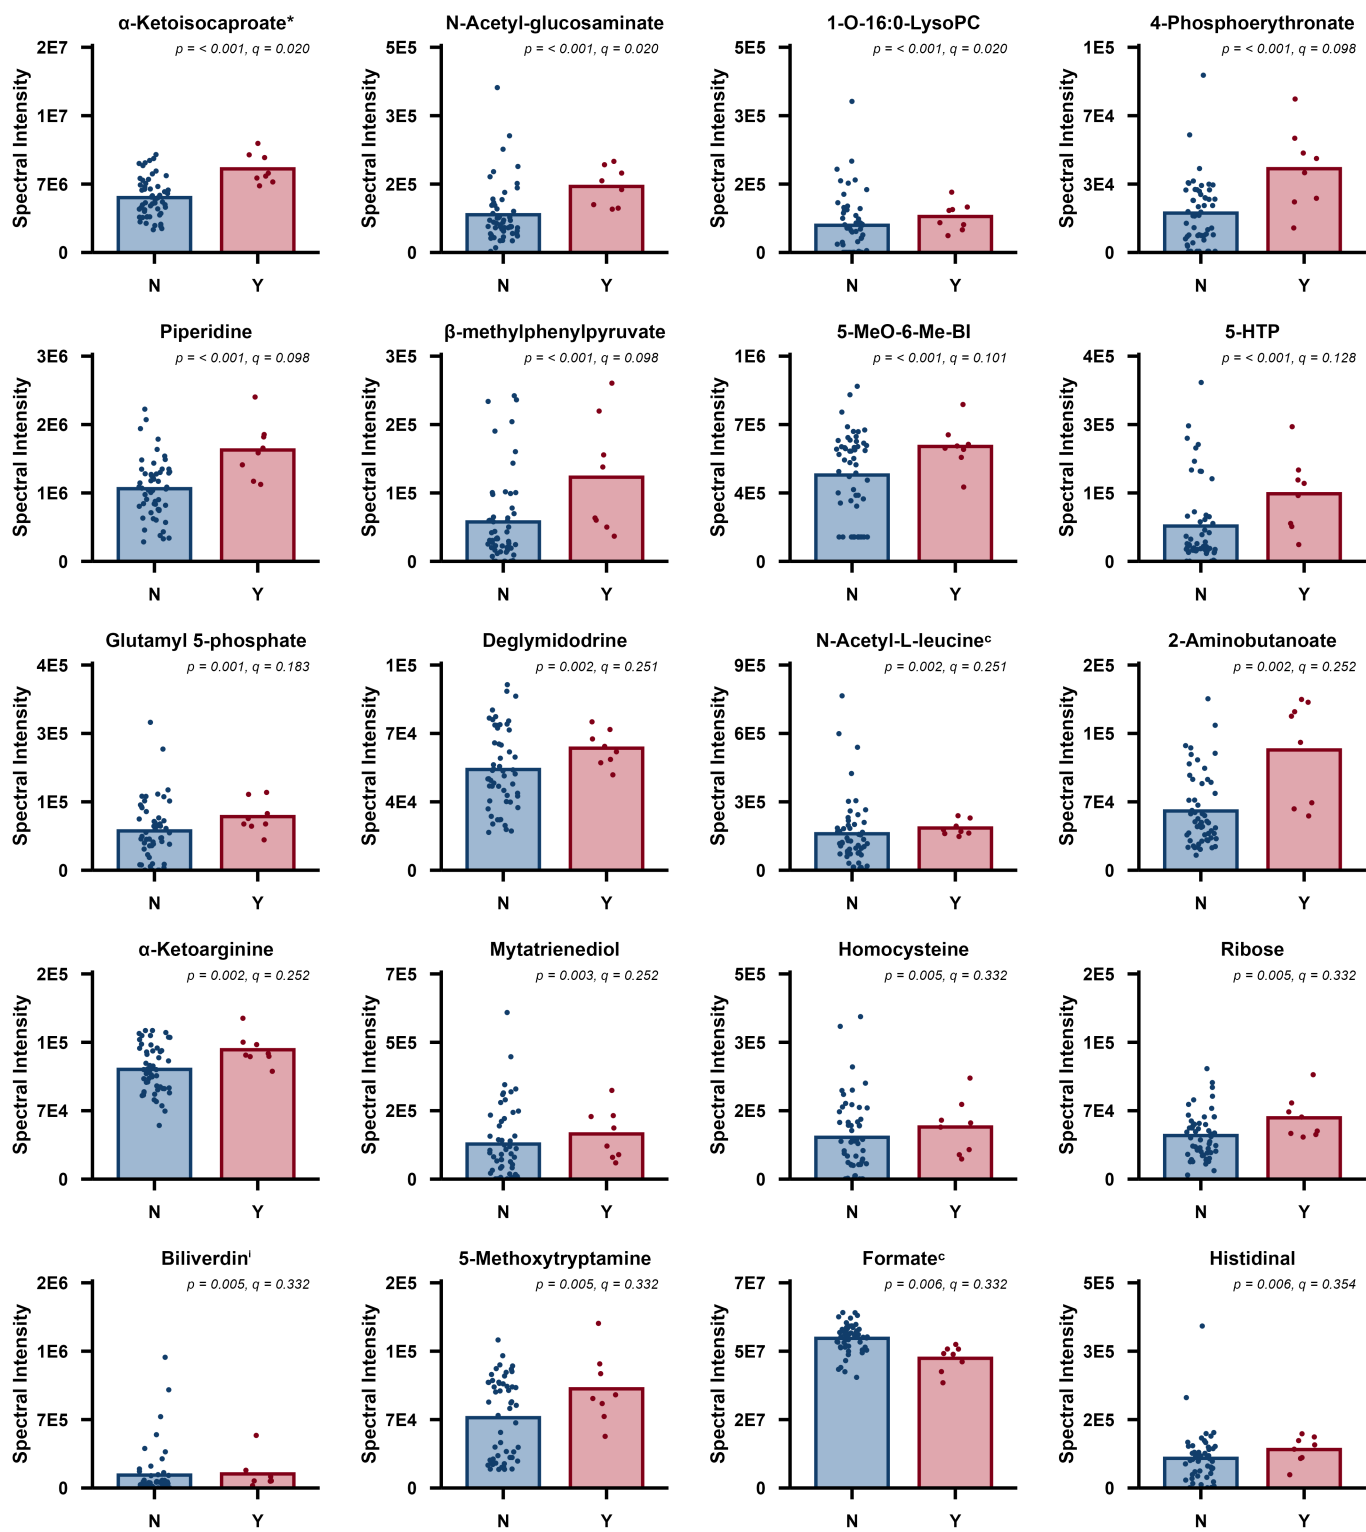 α-Ketoisocaproate*
p = < 0.001, q = 0.020
Spectral Intensity
2E7
1E7
7E6
0
N
Y
N-Acetyl-glucosaminate
p = < 0.001, q = 0.020
Spectral Intensity
5E5
3E5
2E5
0
N
Y
1-O-16:0-LysoPC
p = < 0.001, q = 0.020
Spectral Intensity
5E5
3E5
2E5
0
N
Y
4-Phosphoerythronate
p = < 0.001, q = 0.098
Spectral Intensity
1E5
7E4
3E4
0
N
Y
Piperidine
p = < 0.001, q = 0.098
Spectral Intensity
3E6
2E6
1E6
0
N
Y
β-methylphenylpyruvate
p = < 0.001, q = 0.098
Spectral Intensity
3E5
2E5
1E5
0
N
Y
5-MeO-6-Me-BI
p = < 0.001, q = 0.101
Spectral Intensity
1E6
7E5
4E5
0
N
Y
5-HTP
p = < 0.001, q = 0.128
Spectral Intensity
4E5
3E5
1E5
0
N
Y
Glutamyl 5-phosphate
p = 0.001, q = 0.183
Spectral Intensity
4E5
3E5
1E5
0
N
Y
Deglymidodrine
p = 0.002, q = 0.251
Spectral Intensity
1E5
7E4
4E4
0
N
Y
N-Acetyl-L-leucineᶜ
p = 0.002, q = 0.251
Spectral Intensity
9E5
6E5
3E5
0
N
Y
2-Aminobutanoate
p = 0.002, q = 0.252
Spectral Intensity
2E5
1E5
7E4
0
N
Y
α-Ketoarginine
p = 0.002, q = 0.252
Spectral Intensity
2E5
1E5
7E4
0
N
Y
Mytatrienediol
p = 0.003, q = 0.252
Spectral Intensity
7E5
5E5
2E5
0
N
Y
Homocysteine
p = 0.005, q = 0.332
Spectral Intensity
5E5
3E5
2E5
0
N
Y
Ribose
p = 0.005, q = 0.332
Spectral Intensity
2E5
1E5
7E4
0
N
Y
Biliverdinⁱ
p = 0.005, q = 0.332
Spectral Intensity
2E6
1E6
7E5
0
N
Y
5-Methoxytryptamine
p = 0.005, q = 0.332
Spectral Intensity
2E5
1E5
7E4
0
N
Y
Formateᶜ
p = 0.006, q = 0.332
Spectral Intensity
7E7
5E7
2E7
0
N
Y
Histidinal
p = 0.006, q = 0.354
Spectral Intensity
5E5
3E5
2E5
0
N
Y